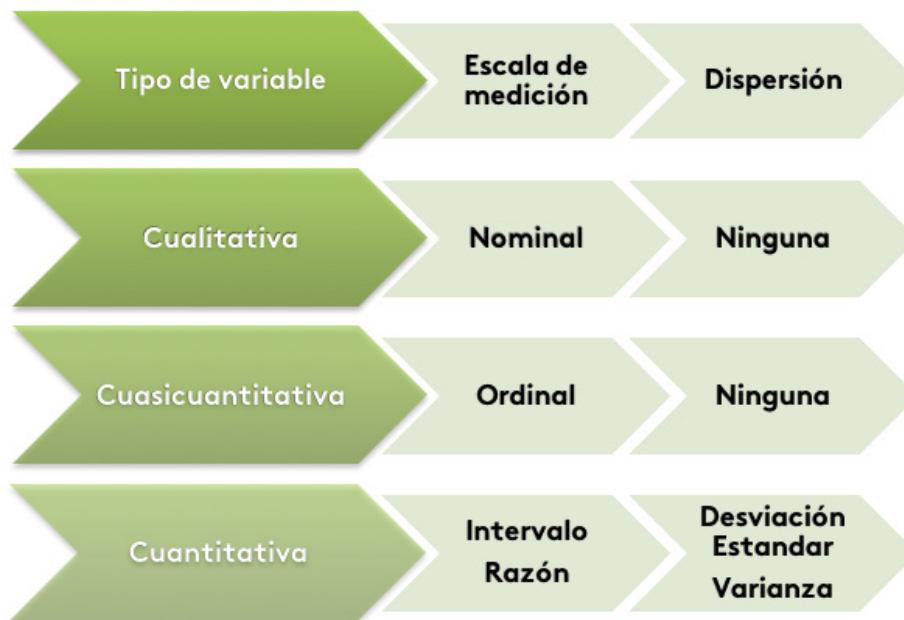 Tipo de variable
Escala de
medición
Dispersión
Cualitativa
Nominal
Ninguna
Cuasicuantitativa
Ordinal
Ninguna
Cuantitativa
Intervalo
Razón
Desviación
Estandar
Varianza